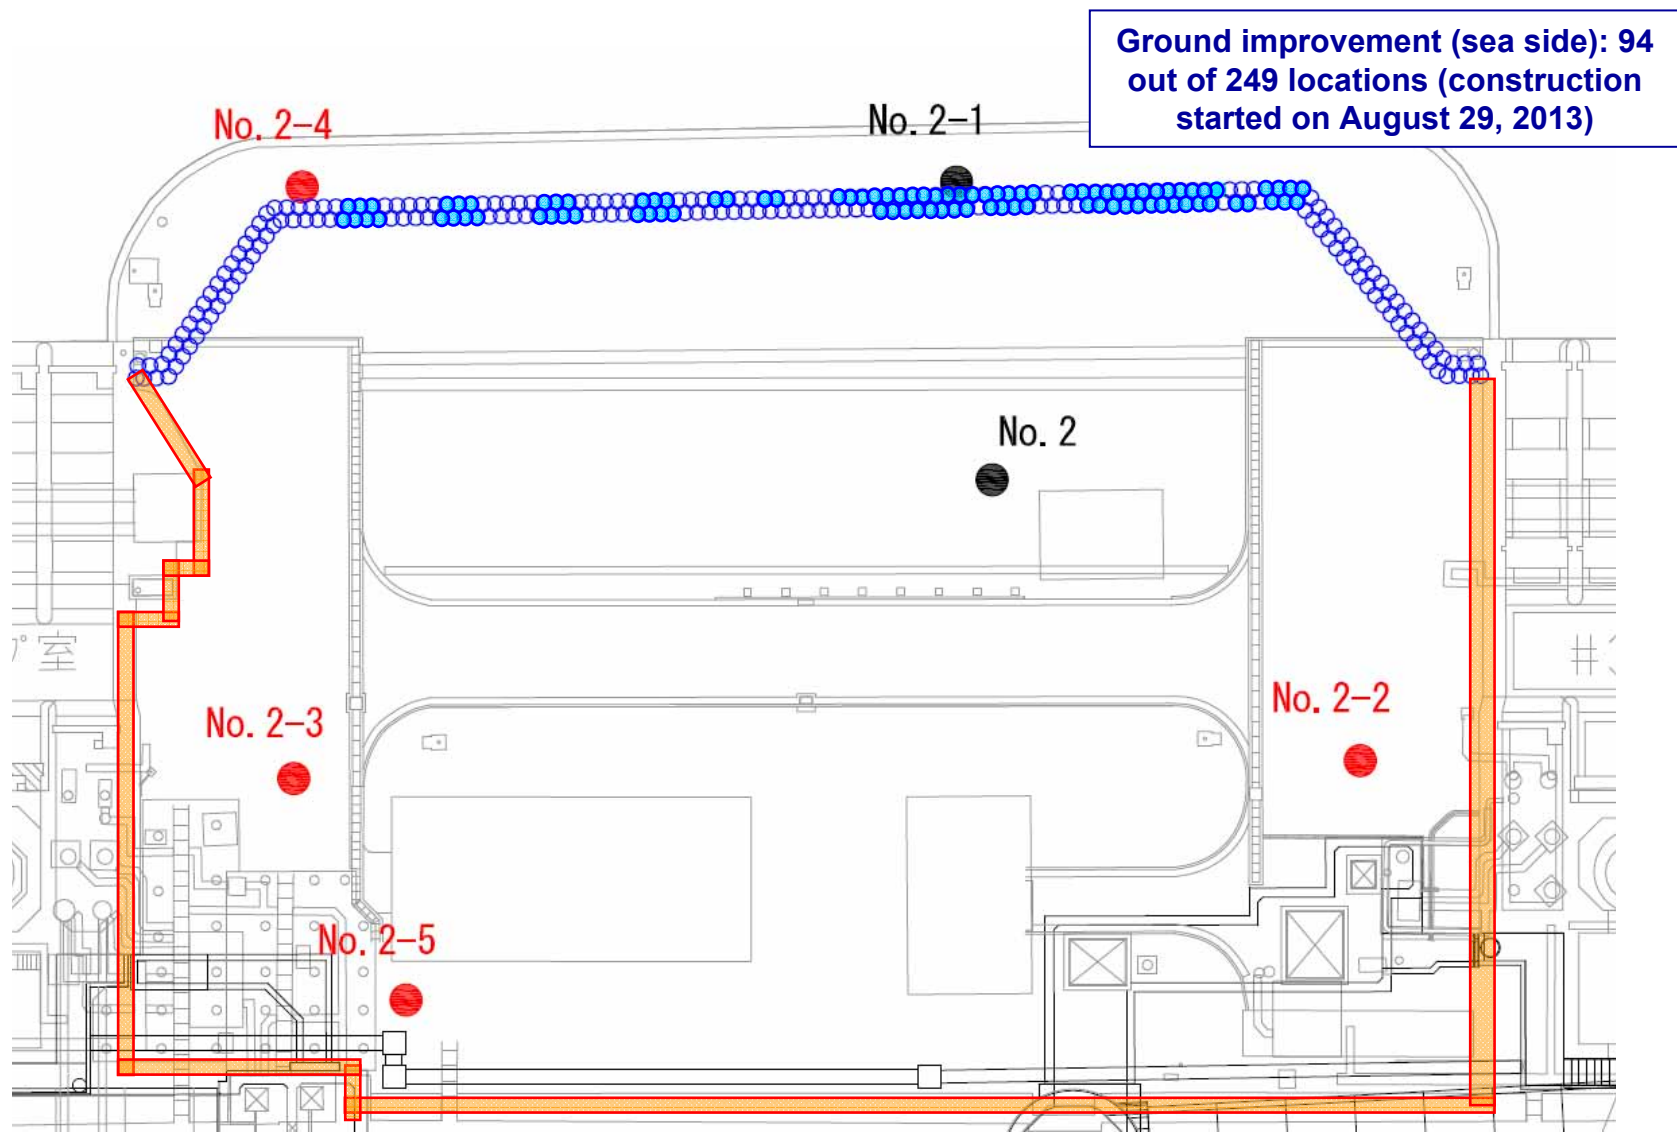 Ground improvement (sea side): 94
out of 249 locations (construction
started on August 29, 2013)
No. 2-4
No. 2-1
No. 2
室
#
No. 2-3
No. 2-2
No. 2-5